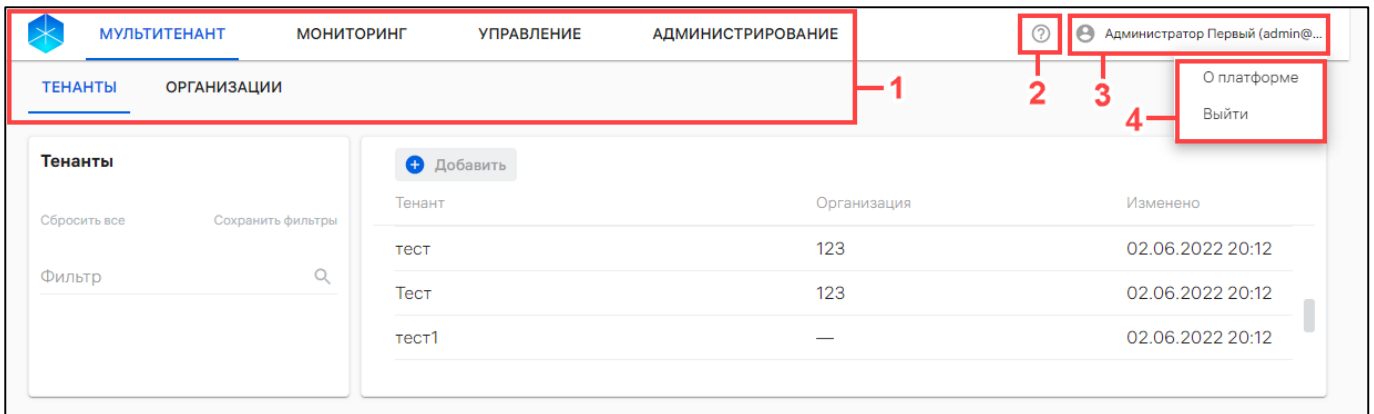 МУЛЬТИТЕНАНТ МОНИТОРИНГ УПРАВЛЕНИЕ АДМИНИСТРИРОВАНИЕ Администратор Первый (admin@...
ТЕНАНТЫ ОРГАНИЗАЦИИ 1 2 3 О платформе
4 Выйти
Тенанты Добавить
Сбросить все Сохранить фильтры Тенант Организация Изменено
тест 123 02.06.2022 20:12
Фильтр
Тест 123 02.06.2022 20:12
тест1 — 02.06.2022 20:12